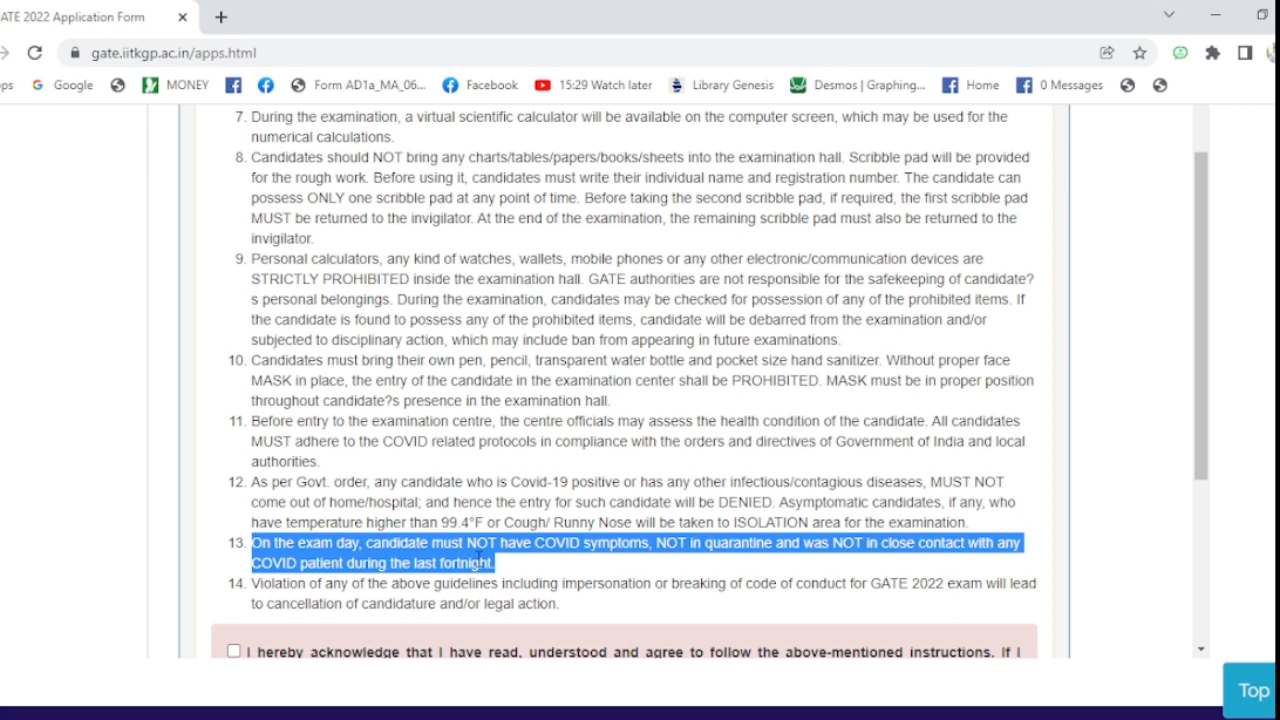 ATE 2022 Application Form
gate.iitkgp.ac.in/apps.html
ps Google MONEY Form AD1a_MA_06... Facebook 15:29 Watch later Library Genesis Desmos | Graphing... Home 0 Messages
7. During the examination, a virtual scientific calculator will be available on the computer screen, which may be used for the
numerical calculations.
8. Candidates should NOT bring any charts/tables/papers/books/sheets into the examination hall. Scribble pad will be provided
for the rough work. Before using it, candidates must write their individual name and registration number. The candidate can
possess ONLY one scribble pad at any point of time. Before taking the second scribble pad, if required, the first scribble pad
MUST be returned to the invigilator. At the end of the examination, the remaining scribble pad must also be returned to the
invigilator.
9. Personal calculators, any kind of watches, wallets, mobile phones or any other electronic/communication devices are
STRICTLY PROHIBITED inside the examination hall. GATE authorities are not responsible for the safekeeping of candidate?
s personal belongings. During the examination, candidates may be checked for possession of any of the prohibited items. If
the candidate is found to possess any of the prohibited items, candidate will be debarred from the examination and/or
subjected to disciplinary action, which may include ban from appearing in future examinations.
10. Candidates must bring their own pen, pencil, transparent water bottle and pocket size hand sanitizer. Without proper face
MASK in place, the entry of the candidate in the examination center shall be PROHIBITED. MASK must be in proper position
throughout candidate?s presence in the examination hall.
11. Before entry to the examination centre, the centre officials may assess the health condition of the candidate. All candidates
MUST adhere to the COVID related protocols in compliance with the orders and directives of Government of India and local
authorities.
12. As per Govt. order, any candidate who is Covid-19 positive or has any other infectious/contagious diseases, MUST NOT
come out of home/hospital; and hence the entry for such candidate will be DENIED. Asymptomatic candidates, if any, who
have temperature higher than 99.4°F or Cough/ Runny Nose will be taken to ISOLATION area for the examination.
13. On the exam day, candidate must NOT have COVID symptoms, NOT in quarantine and was NOT in close contact with any
COVID patient during the last fortnight.
14. Violation of any of the above guidelines including impersonation or breaking of code of conduct for GATE 2022 exam will lead
to cancellation of candidature and/or legal action.
I hereby acknowledge that I have read, understood and agree to follow the above-mentioned instructions. If I
Top